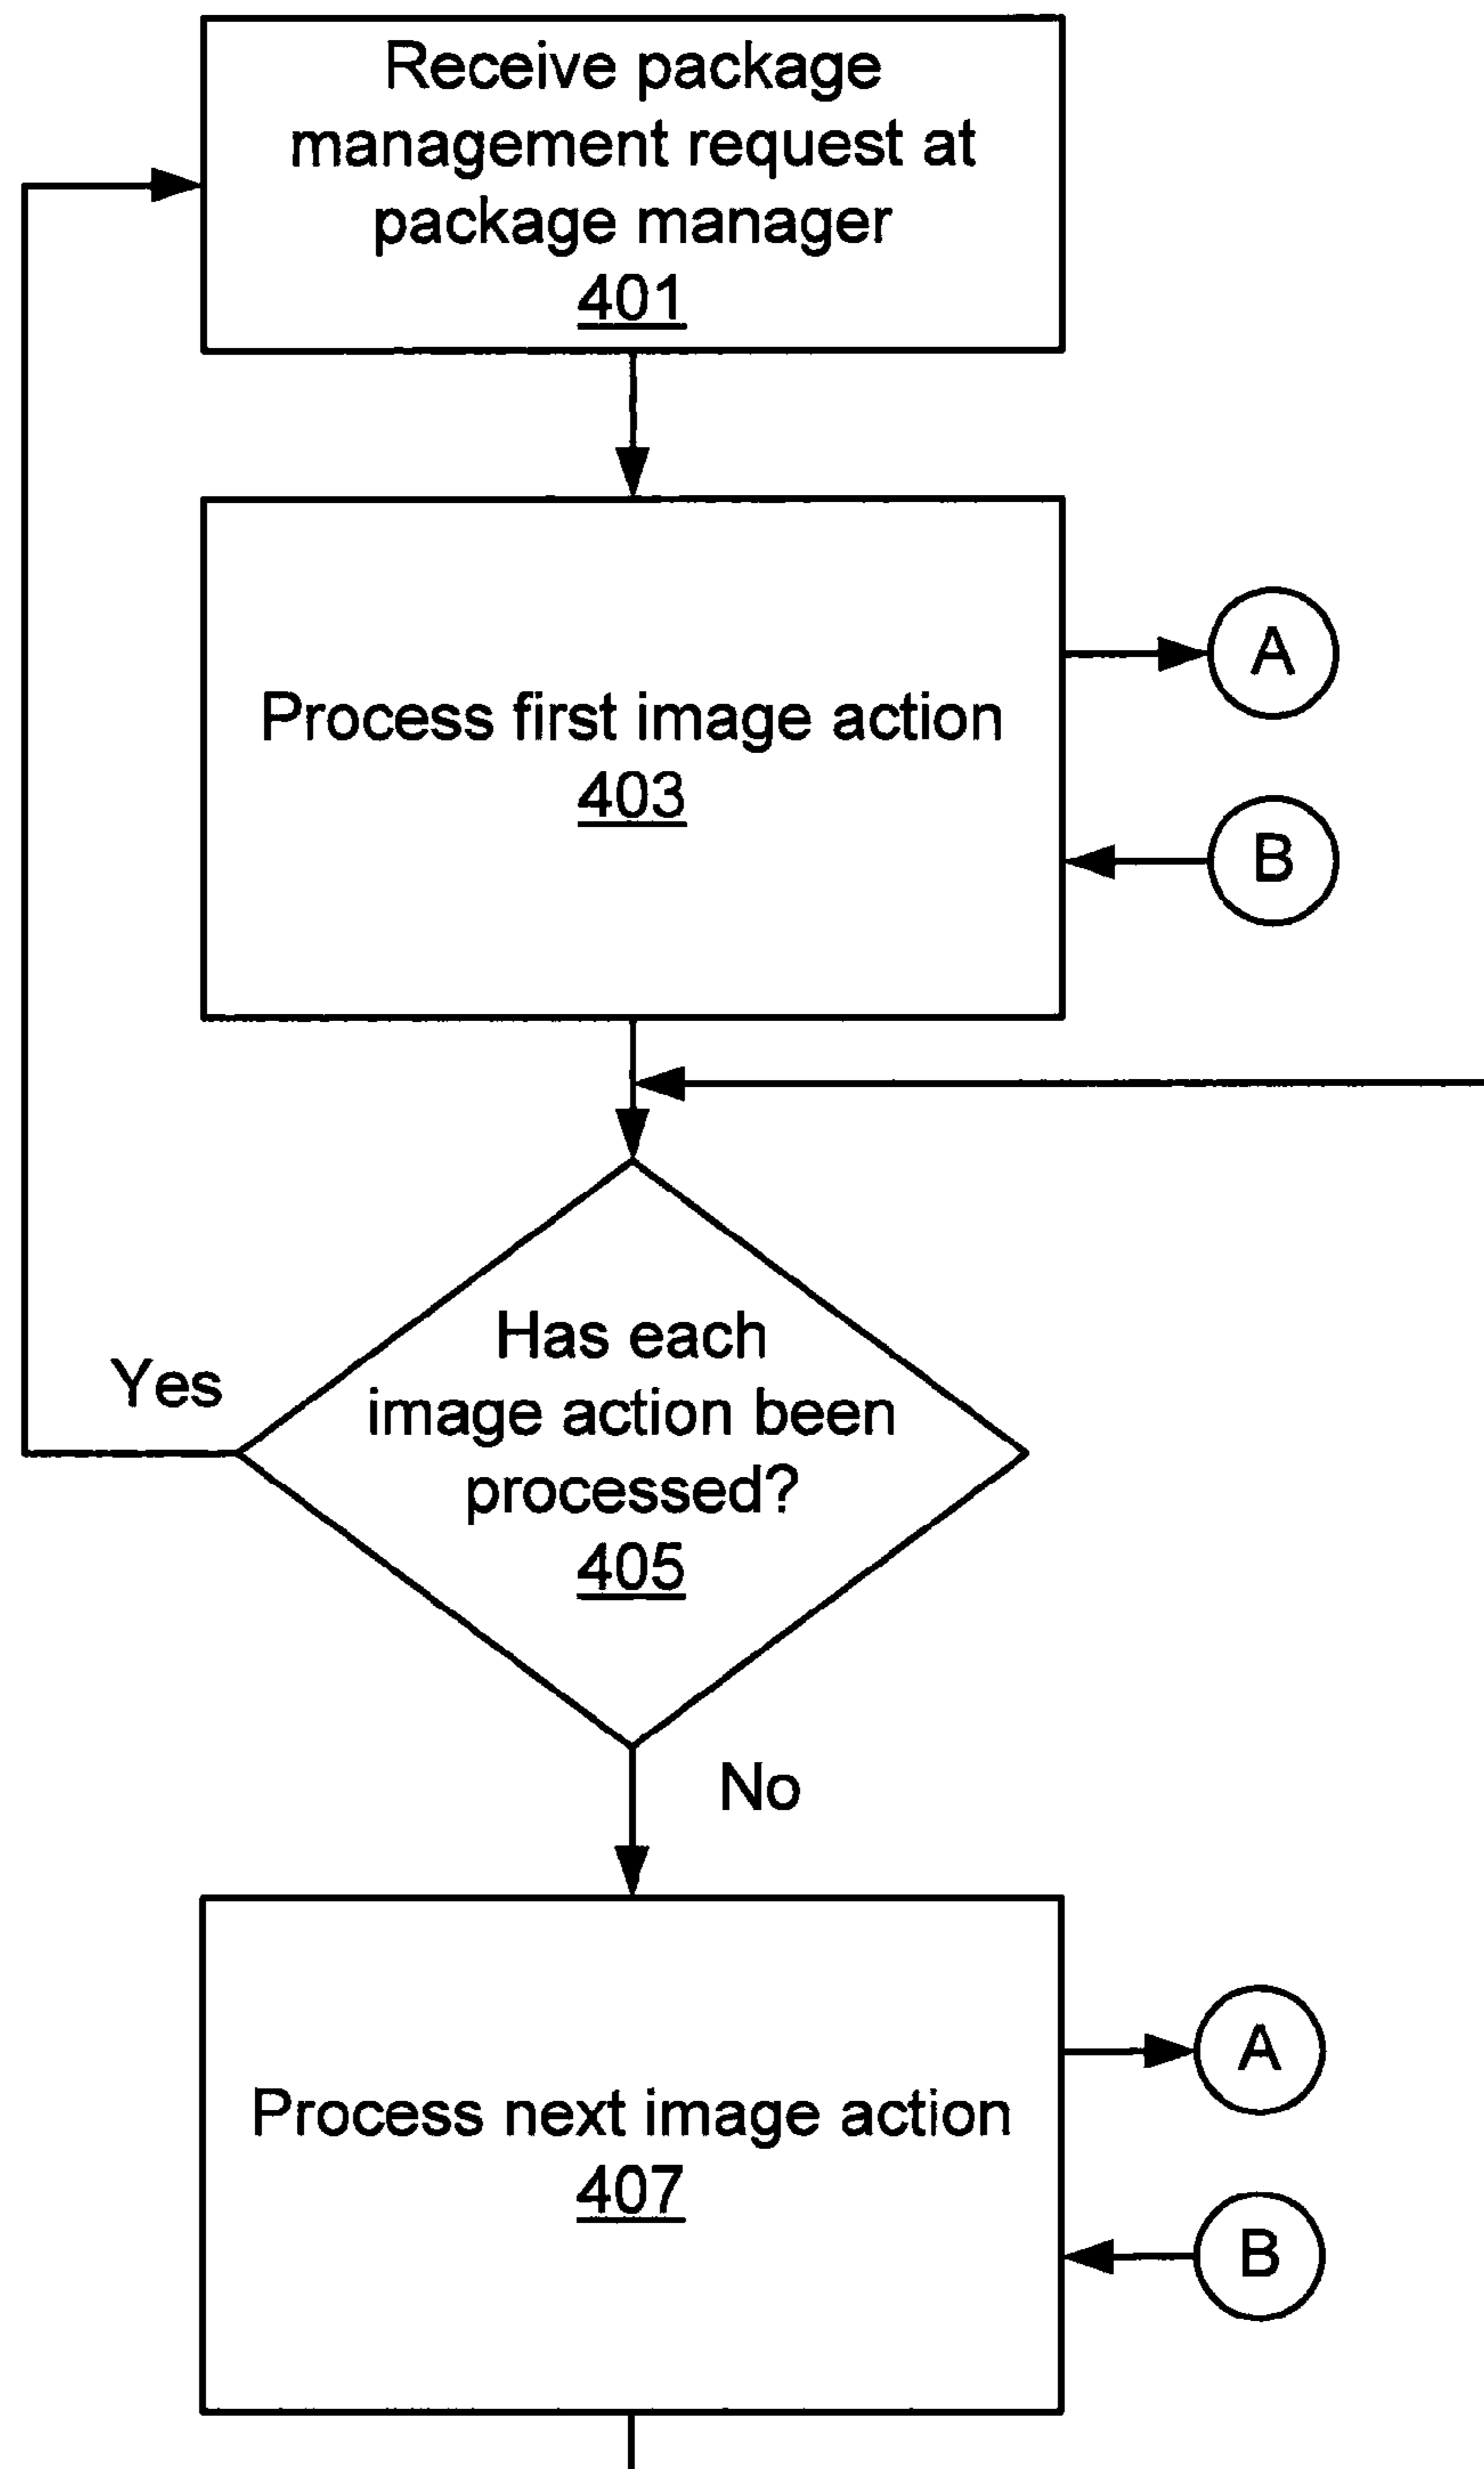 Receive package
management request at
package manager
401
Process first image action
403
A
B
Has each
image action been
processed?
405
Yes
No
Process next image action
407
A
B